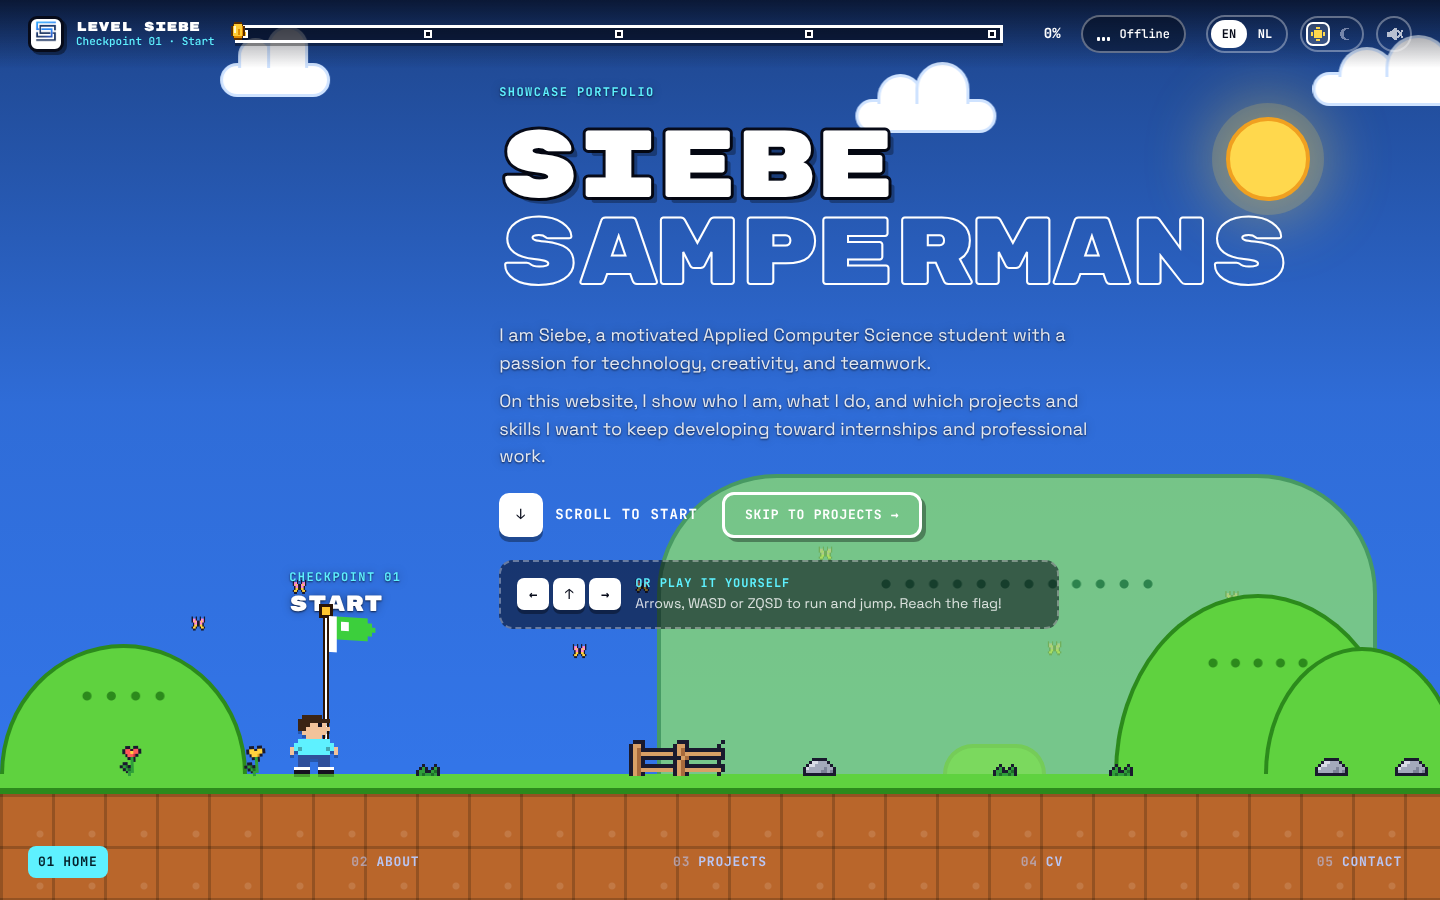 LEVEL SIEBE
Checkpoint 01 · Start
0%
... Offline
EN NL
SHOWCASE PORTFOLIO
SIEBE
SAMPERMANS
I am Siebe, a motivated Applied Computer Science student with a
passion for technology, creativity, and teamwork.
On this website, I show who I am, what I do, and which projects and
skills I want to keep developing toward internships and professional
work.
↓ SCROLL TO START
SKIP TO PROJECTS →
← ↑ →
OR PLAY IT YOURSELF
Arrows, WASD or ZQSD to run and jump. Reach the flag!
CHECKPOINT 01
START
01 HOME
02 ABOUT
03 PROJECTS
04 CV
05 CONTACT